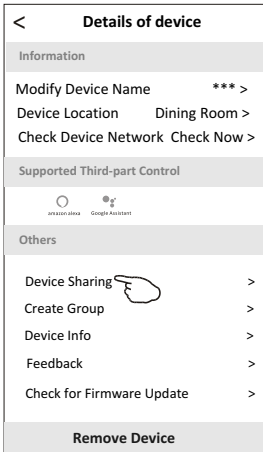 < Details of device
Information
Modify Device Name *** >
Device Location Dining Room >
Check Device Network Check Now >
Supported Third-part Control
amazon alexa Google Assistant
Others
Device Sharing >
Create Group >
Device Info >
Feedback >
Check for Firmware Update >
Remove Device